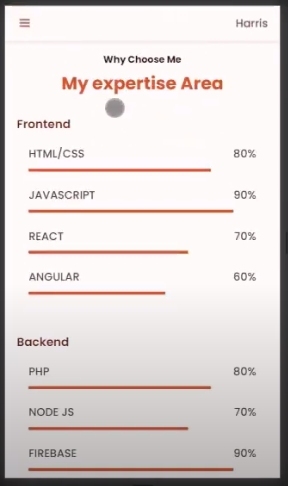 Harris
Why Choose Me
My expertise Area
Frontend
HTML/CSS 80%
JAVASCRIPT 90%
REACT 70%
ANGULAR 60%
Backend
PHP 80%
NODE JS 70%
FIREBASE 90%